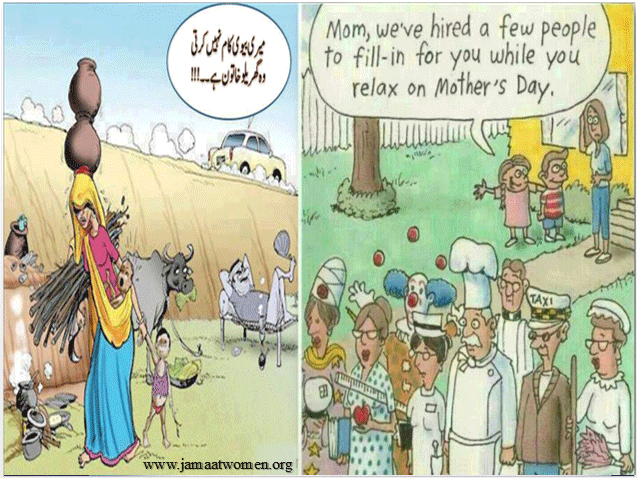 میری بیوی کام نہیں کرتی
وہ گھریلو خاتون ہے۔۔!!!
Mom, we've hired a few people
to fill-in for you while you
relax on Mother's Day.
TAXI
www.jamaatwomen.org